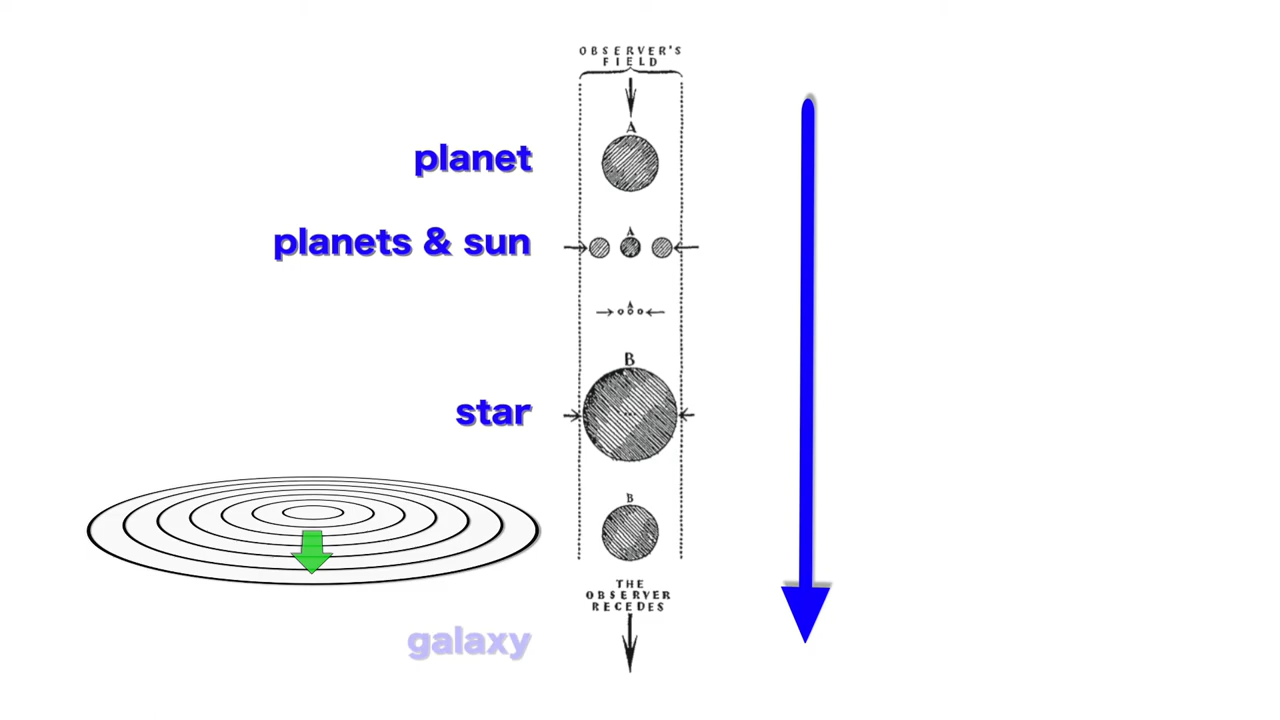 OBSERVER'S
FIELD
A
planet
A
planets & sun
A
B
star
B
THE
OBSERVER
RECEDES
galaxy